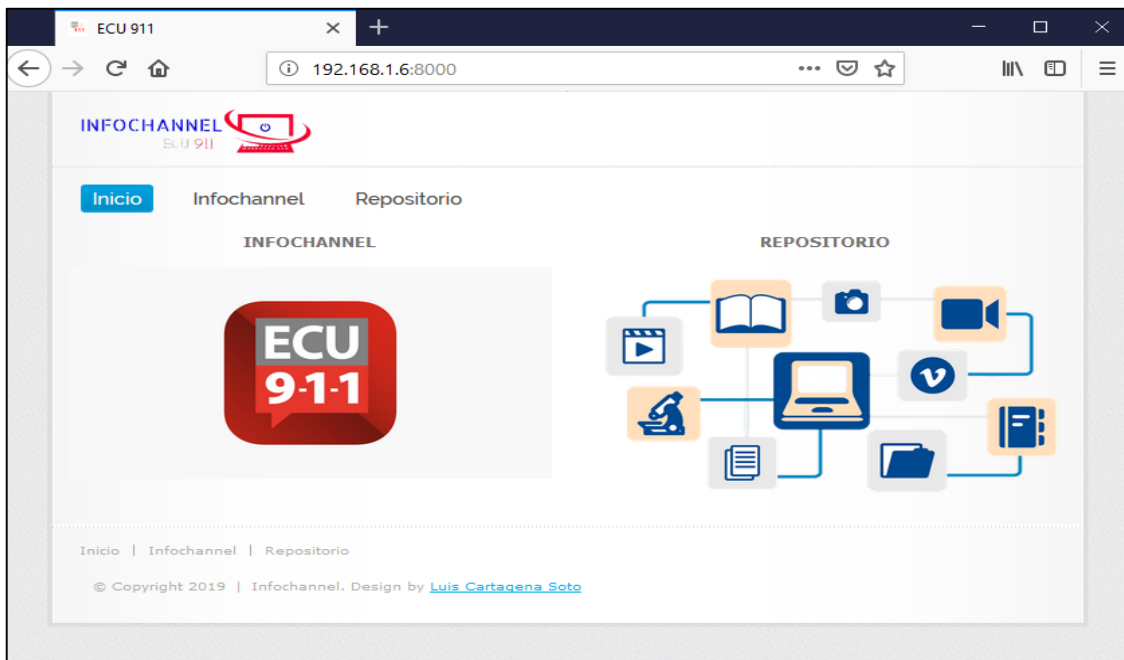 ECU 911
192.168.1.6:8000
INFOCHANNEL
ECU 911
Inicio Infochannel Repositorio
INFOCHANNEL REPOSITORIO
ECU
9-1-1
Inicio | Infochannel | Repositorio
© Copyright 2019 | Infochannel. Design by Luis Cartagena Soto